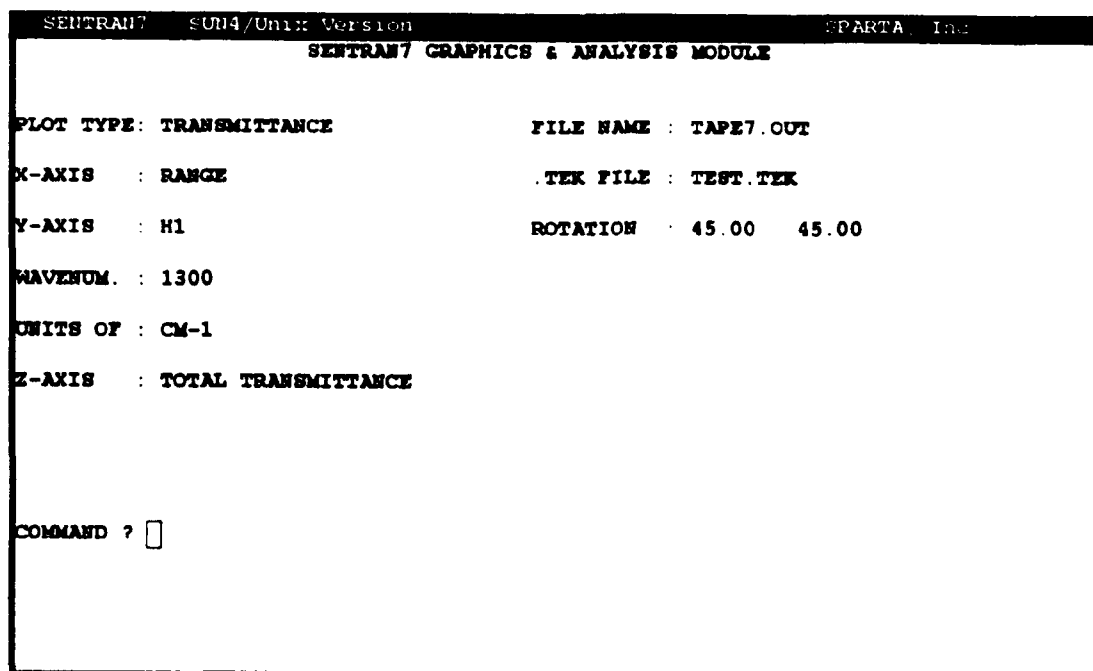 SENTRAN7 SUN4/Unix Version SPARTA, Inc
SENTRAN7 GRAPHICS & ANALYSIS MODULE
PLOT TYPE: TRANSMITTANCE FILE NAME : TAPE7.OUT
X-AXIS : RANGE .TEK FILE : TEST.TEK
Y-AXIS : H1 ROTATION : 45.00 45.00
WAVENUM. : 1300
UNITS OF : CM-1
Z-AXIS : TOTAL TRANSMITTANCE
COMMAND ?